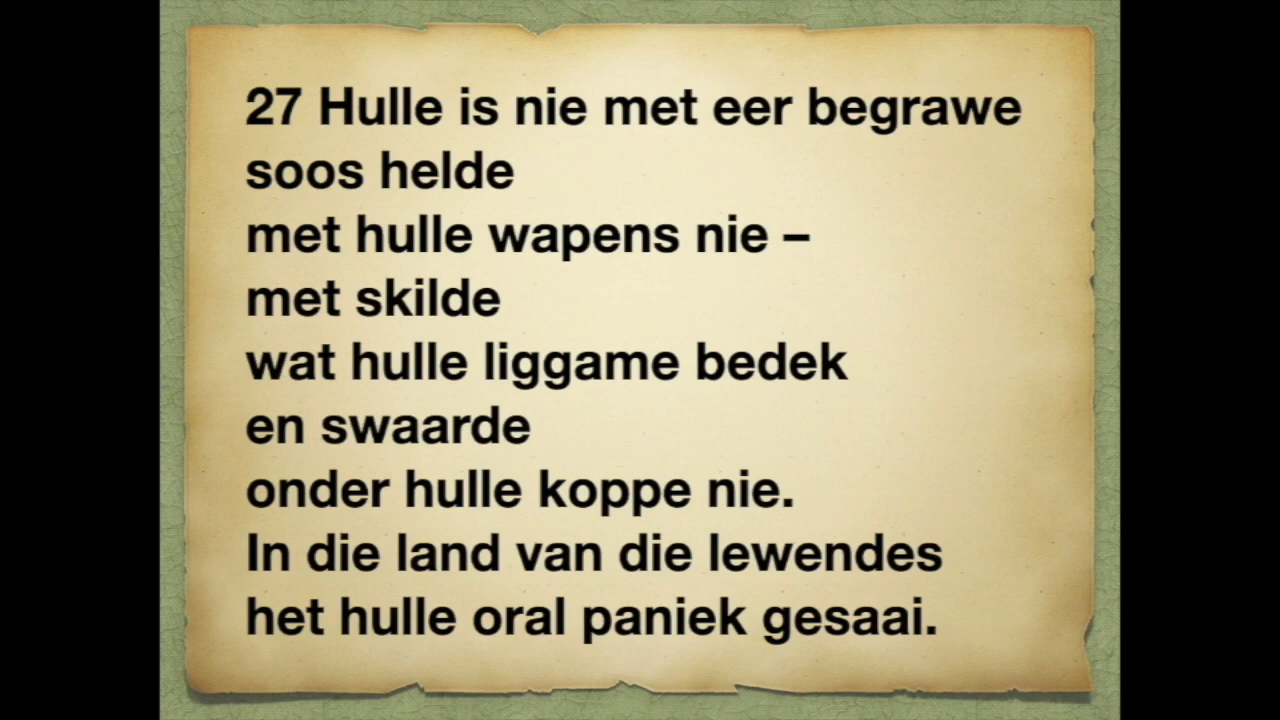 27 Hulle is nie met eer begrawe
soos helde
met hulle wapens nie –
met skilde
wat hulle liggame bedek
en swaarde
onder hulle koppe nie.
In die land van die lewendes
het hulle oral paniek gesaai.